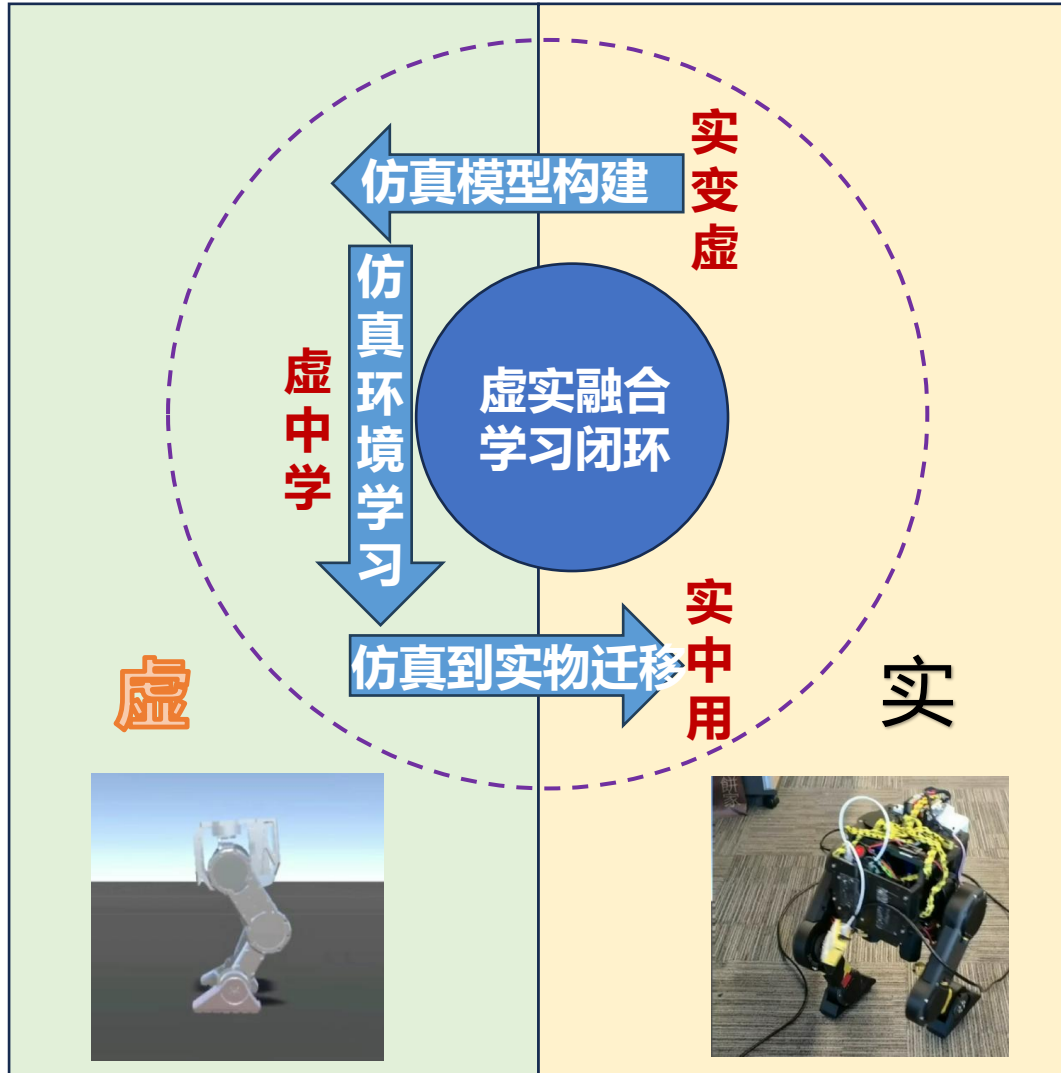 实变虚
仿真模型构建
仿真环境学习
虚中学
虚实融合
学习闭环
实中用
仿真到实物迁移
虚
实